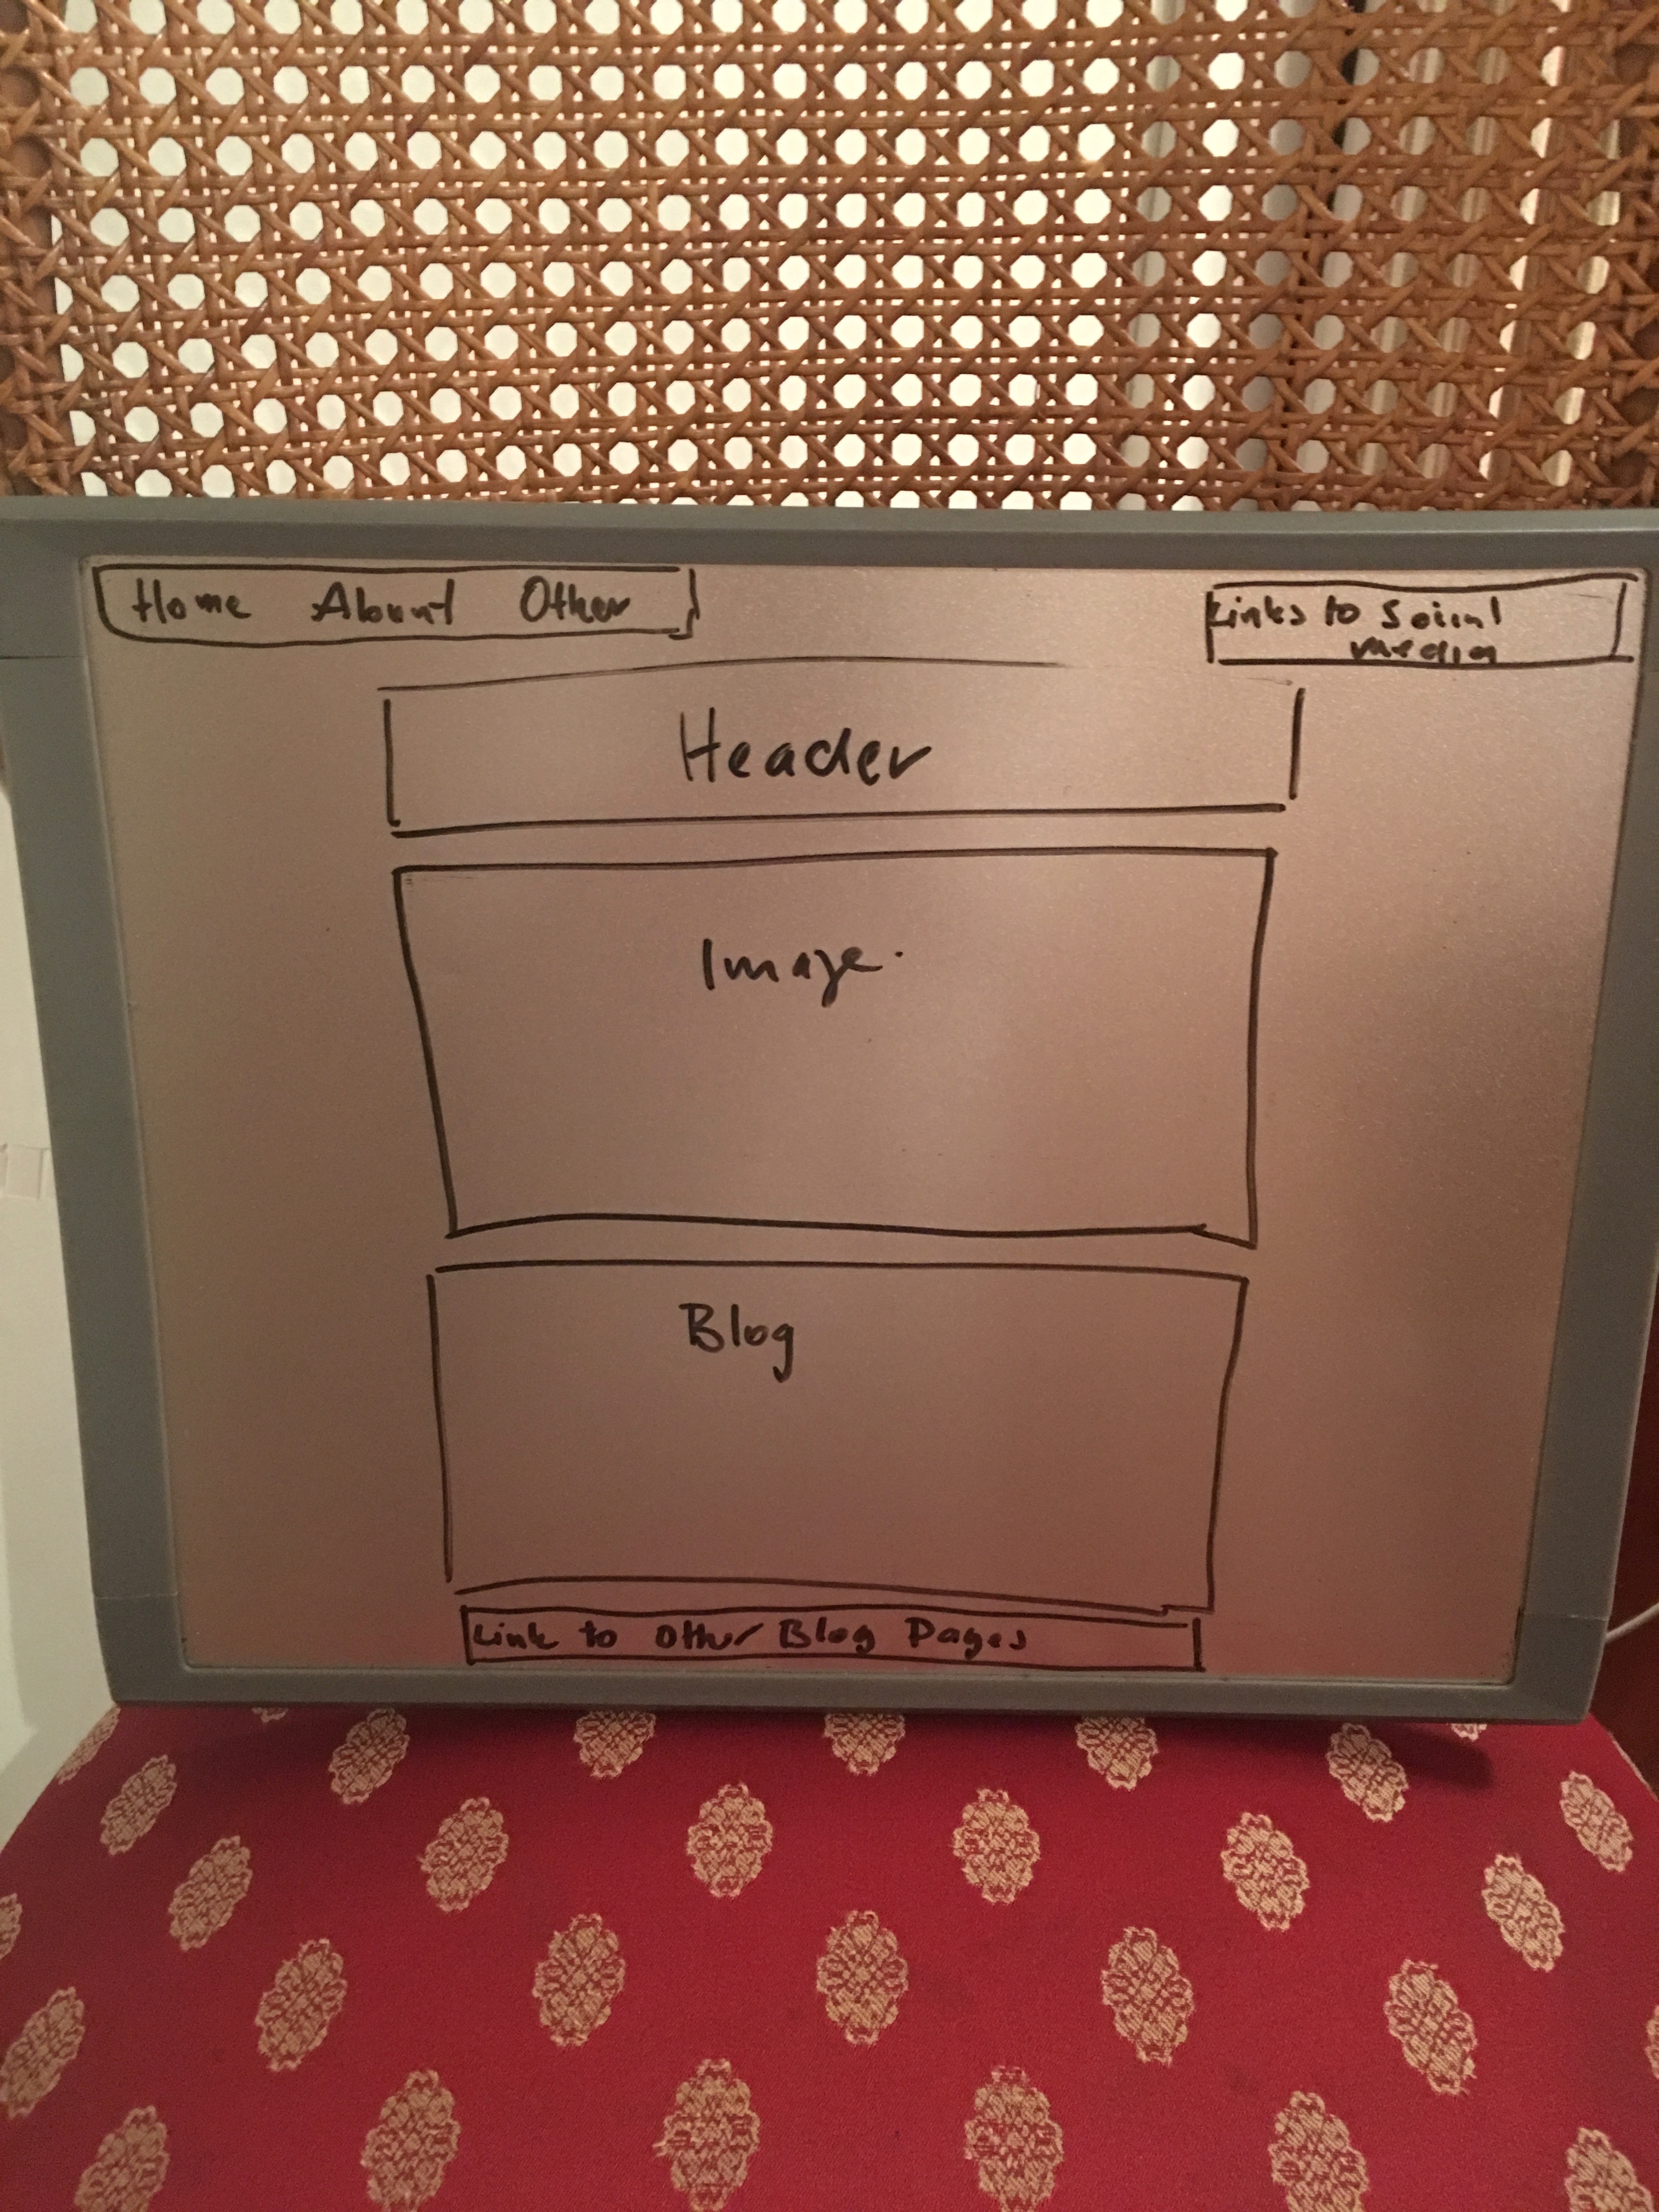 Home About Other
Links to Social
media
Header
Image
Blog
Link to Other Blog Pages